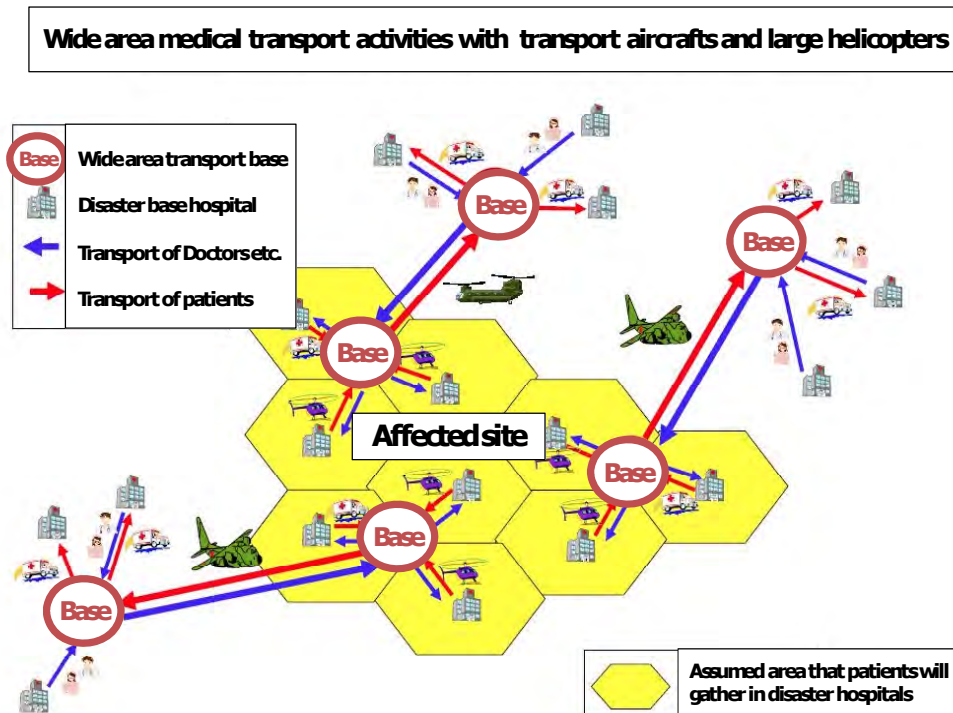 Wide area medical transport activities with transport aircrafts and large helicopters
Base
Wide area transport base
Disaster base hospital
Transport of Doctors etc.
Transport of patients
Base
Base
Base
Affected site
Base
Base
Base
Assumed area that patients will
gather in disaster hospitals